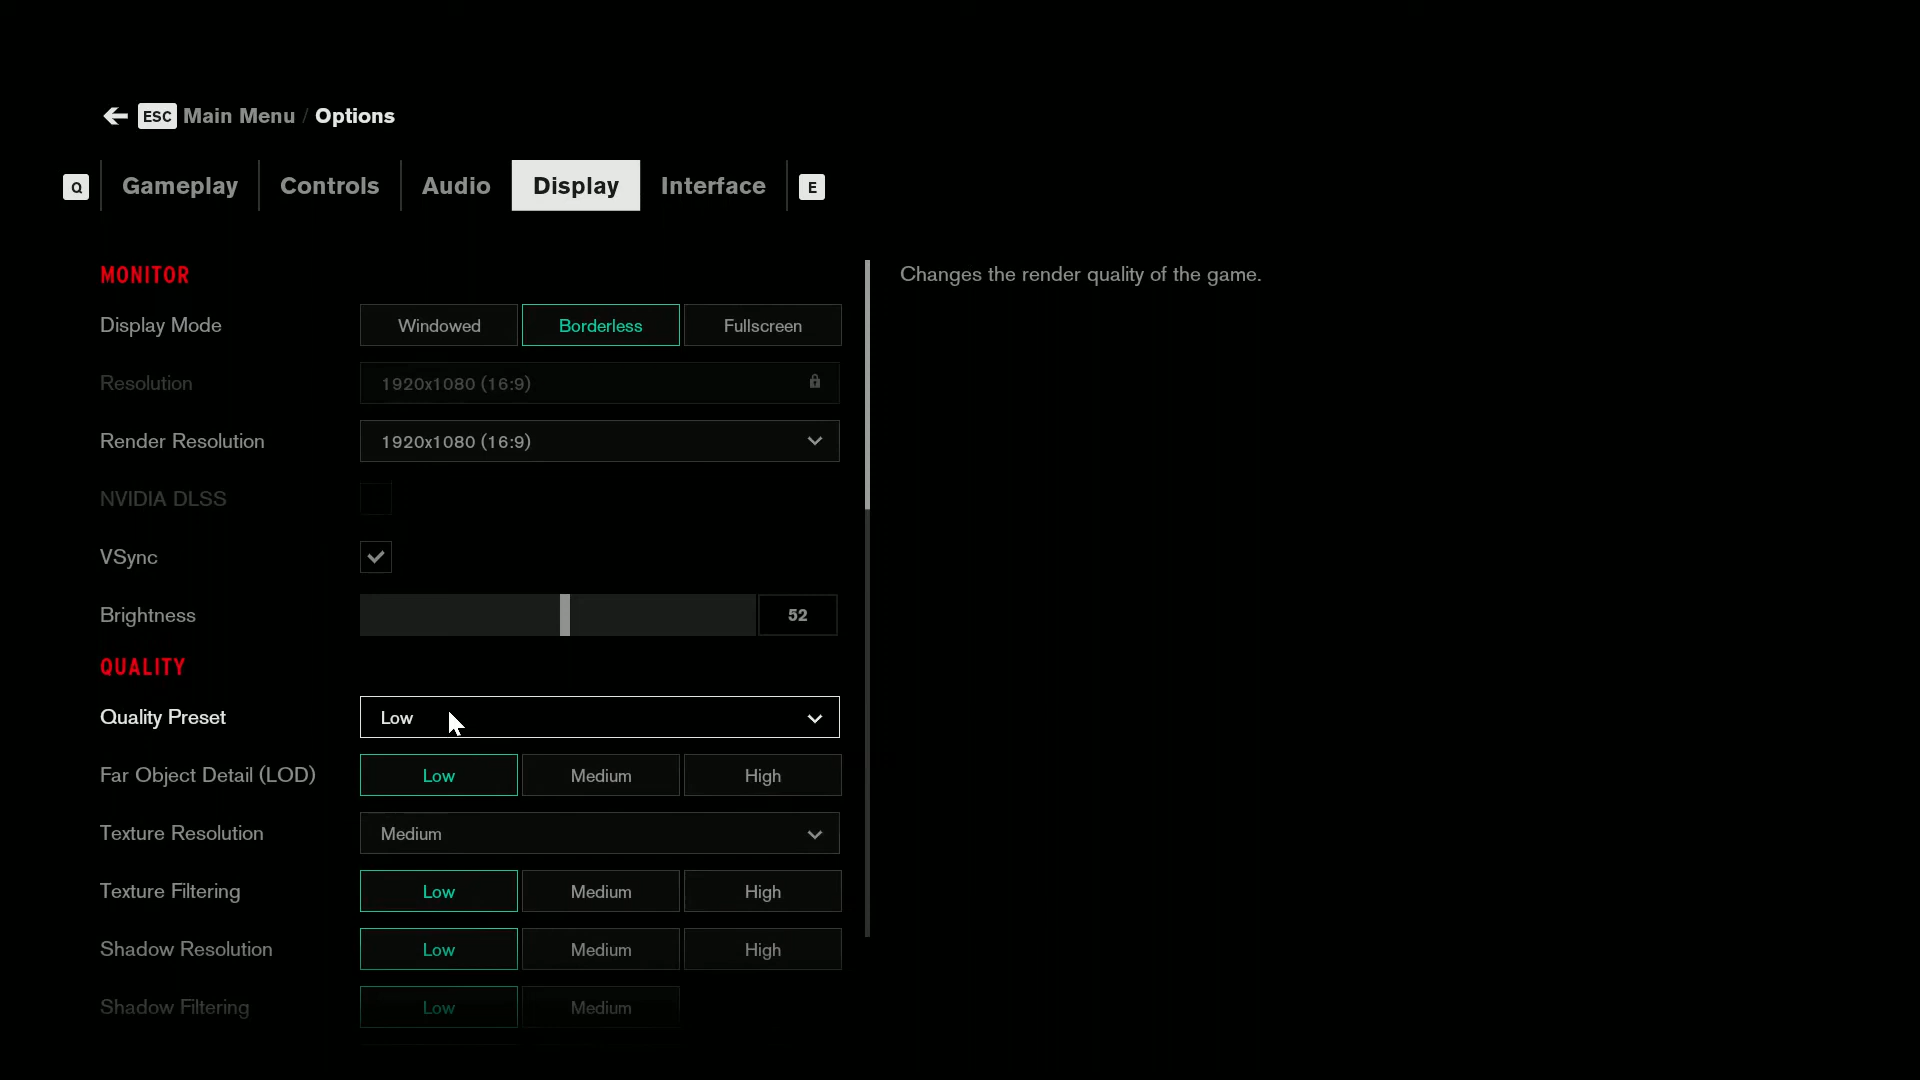 ESC Main Menu / Options
Q Gameplay Controls Audio Display Interface E
MONITOR
Changes the render quality of the game.
Display Mode Windowed Borderless Fullscreen
Resolution 1920x1080 (16:9)
Render Resolution 1920x1080 (16:9)
NVIDIA DLSS
VSync
Brightness 52
QUALITY
Quality Preset Low
Far Object Detail (LOD) Low Medium High
Texture Resolution Medium
Texture Filtering Low Medium High
Shadow Resolution Low Medium High
Shadow Filtering Low Medium